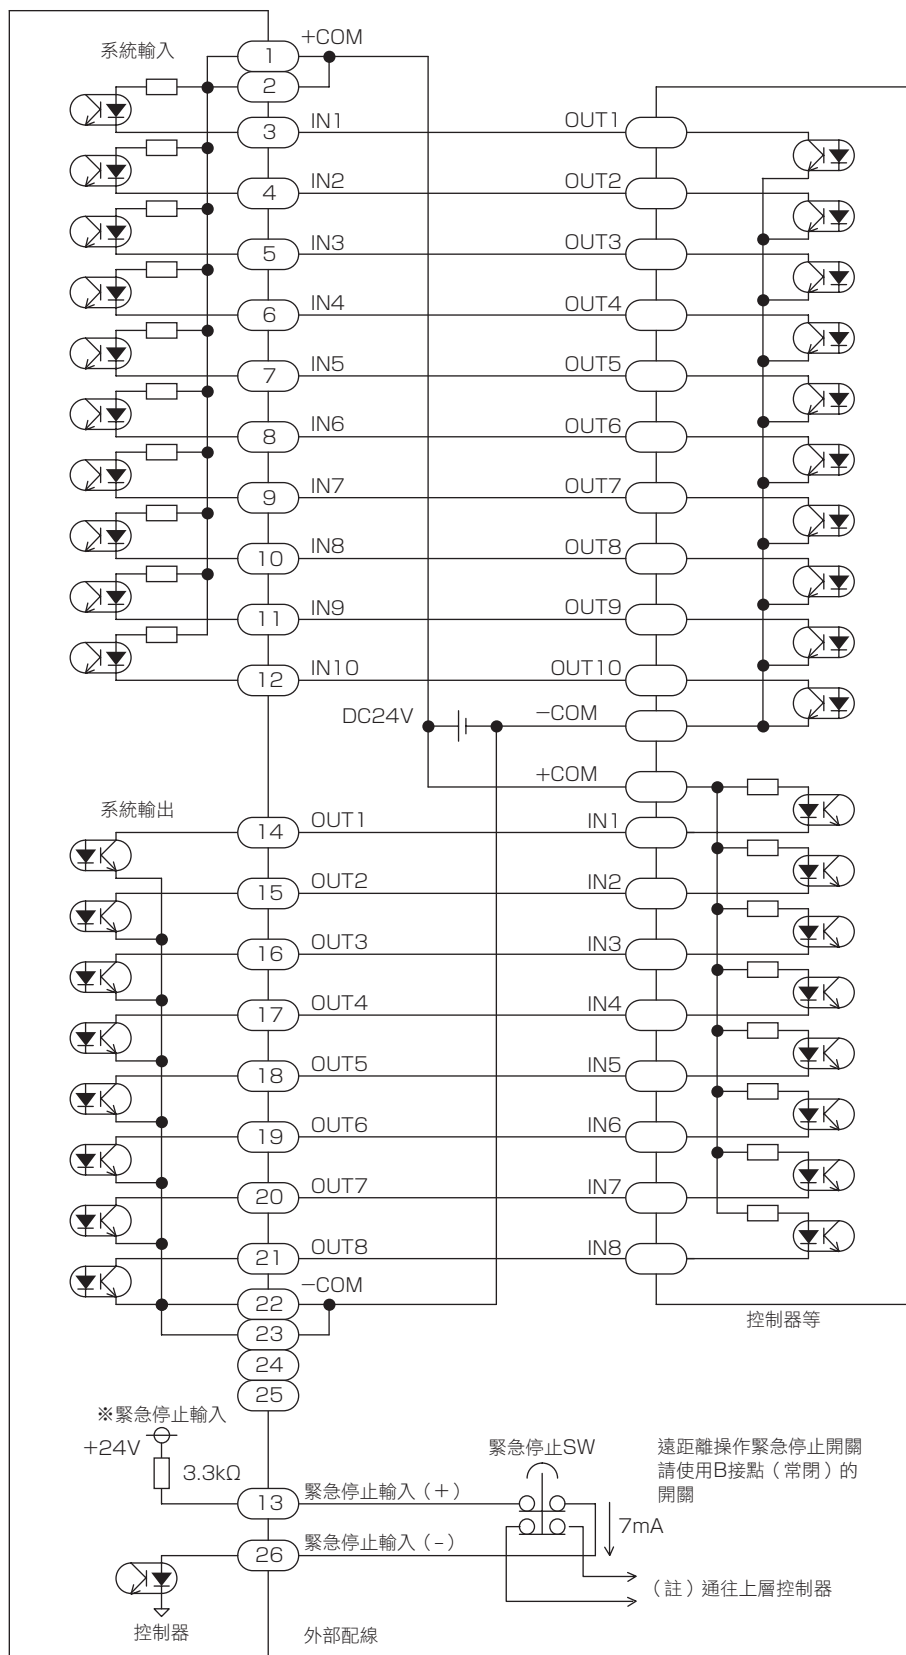 系統輸入
1 +COM
2
3 IN1 OUT1
4 IN2 OUT2
5 IN3 OUT3
6 IN4 OUT4
7 IN5 OUT5
8 IN6 OUT6
9 IN7 OUT7
10 IN8 OUT8
11 IN9 OUT9
12 IN10 OUT10
DC24V −COM
+COM
系統輸出
14 OUT1 IN1
15 OUT2 IN2
16 OUT3 IN3
17 OUT4 IN4
18 OUT5 IN5
19 OUT6 IN6
20 OUT7 IN7
21 OUT8 IN8
22 −COM
23
24
25
控制器等
※緊急停止輸入
+24V
3.3kΩ
13 緊急停止輸入（＋）
26 緊急停止輸入（−）
控制器
外部配線
緊急停止SW
7mA
遠距離操作緊急停止開關
請使用B接點（常閉）的
開關
（註）通往上層控制器